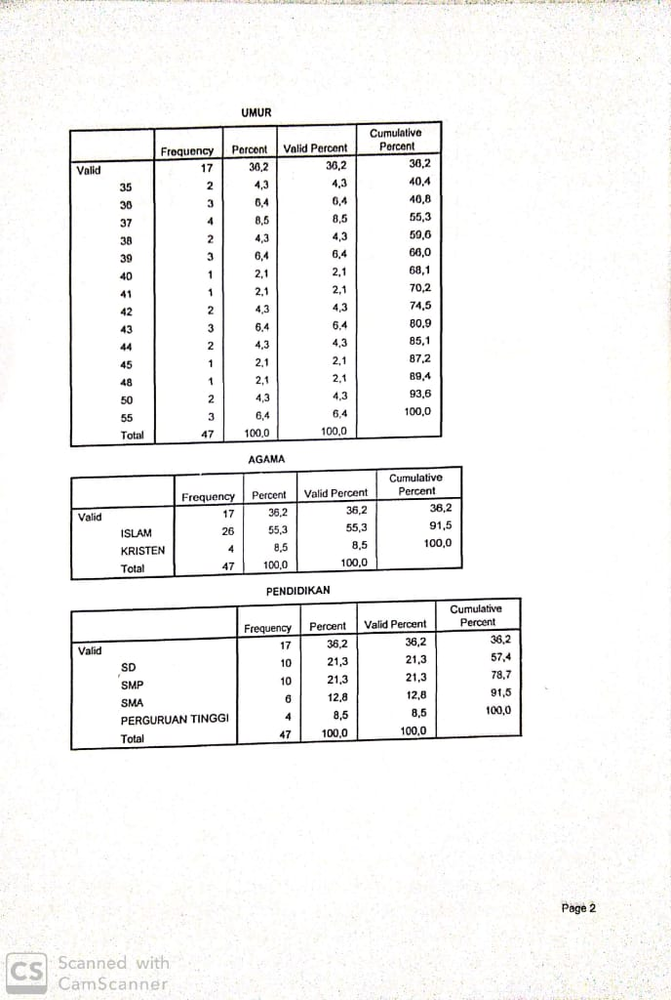 UMUR
Frequency Percent Valid Percent Cumulative Percent
Valid 17 36,2 36,2 36,2
35 2 4,3 4,3 40,4
36 3 6,4 6,4 46,8
37 4 8,5 8,5 55,3
38 2 4,3 4,3 59,6
39 3 6,4 6,4 66,0
40 1 2,1 2,1 68,1
41 1 2,1 2,1 70,2
42 2 4,3 4,3 74,5
43 3 6,4 6,4 80,9
44 2 4,3 4,3 85,1
45 1 2,1 2,1 87,2
48 1 2,1 2,1 89,4
50 2 4,3 4,3 93,6
55 3 6,4 6,4 100,0
Total 47 100,0 100,0
AGAMA
Frequency Percent Valid Percent Cumulative Percent
Valid 17 36,2 36,2 36,2
ISLAM 26 55,3 55,3 91,5
KRISTEN 4 8,5 8,5 100,0
Total 47 100,0 100,0
PENDIDIKAN
Frequency Percent Valid Percent Cumulative Percent
Valid 17 36,2 36,2 36,2
SD 10 21,3 21,3 57,4
SMP 10 21,3 21,3 78,7
SMA 6 12,8 12,8 91,5
PERGURUAN TINGGI 4 8,5 8,5 100,0
Total 47 100,0 100,0
Page 2
CS Scanned with
CamScanner